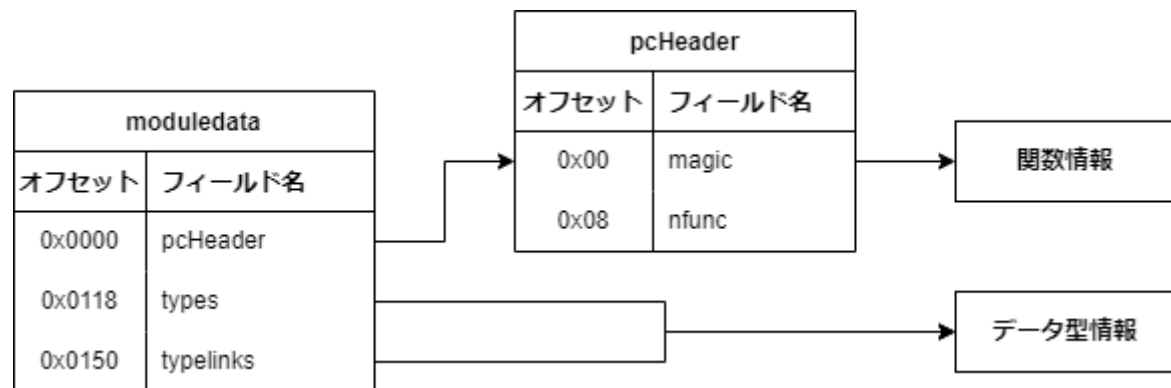 pcHeader
オフセット フィールド名
0x00 magic
0x08 nfunc
moduledata
オフセット フィールド名
0x0000 pcHeader
0x0118 types
0x0150 typelinks
関数情報
データ型情報